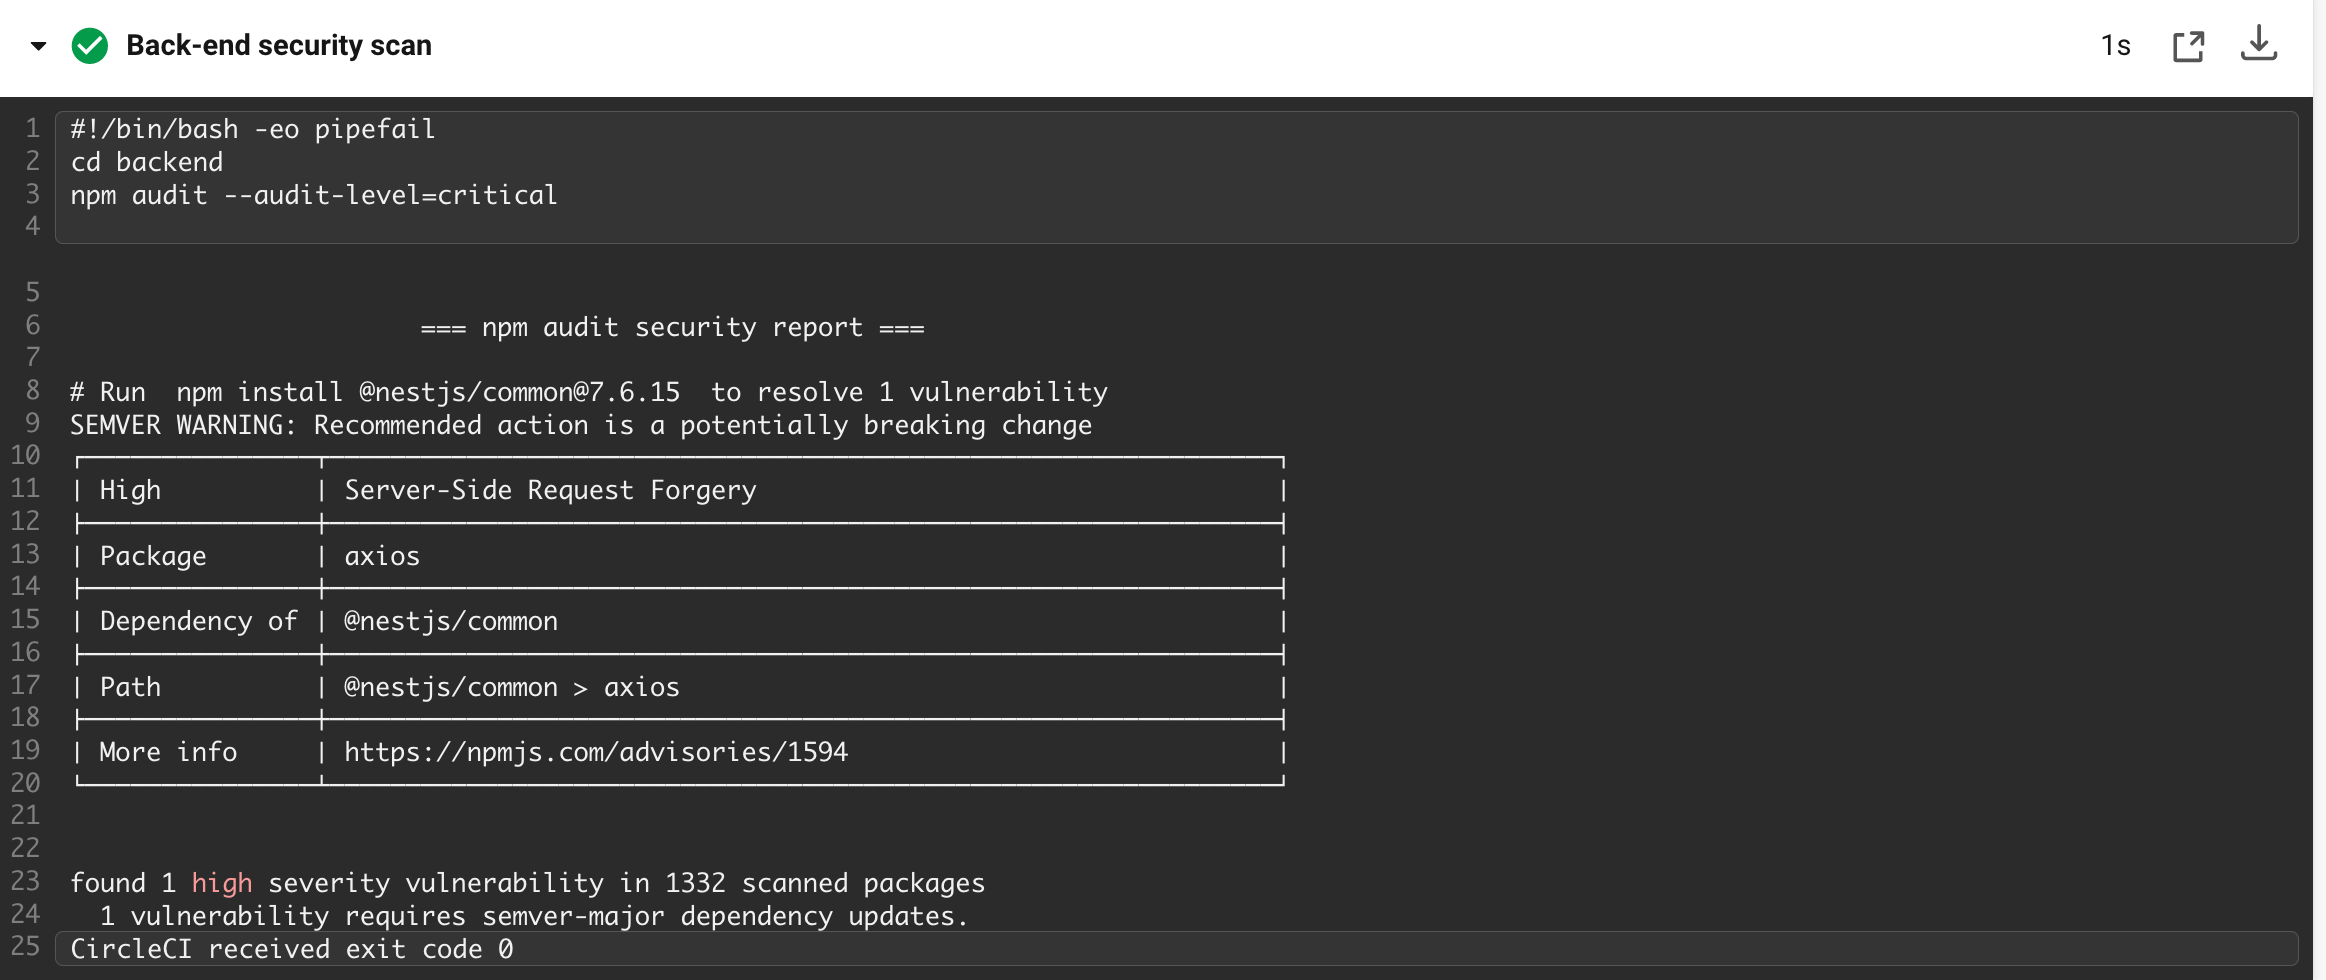 Back-end security scan 1s
1 #!/bin/bash -eo pipefail
2 cd backend
3 npm audit --audit-level=critical
4
5
6 === npm audit security report ===
7
8 # Run  npm install @nestjs/common@7.6.15  to resolve 1 vulnerability
9 SEMVER WARNING: Recommended action is a potentially breaking change
10
11 | High | Server-Side Request Forgery |
12
13 | Package | axios |
14
15 | Dependency of | @nestjs/common |
16
17 | Path | @nestjs/common > axios |
18
19 | More info | https://npmjs.com/advisories/1594 |
20
21
22
23 found 1 high severity vulnerability in 1332 scanned packages
24 1 vulnerability requires semver-major dependency updates.
25 CircleCI received exit code 0